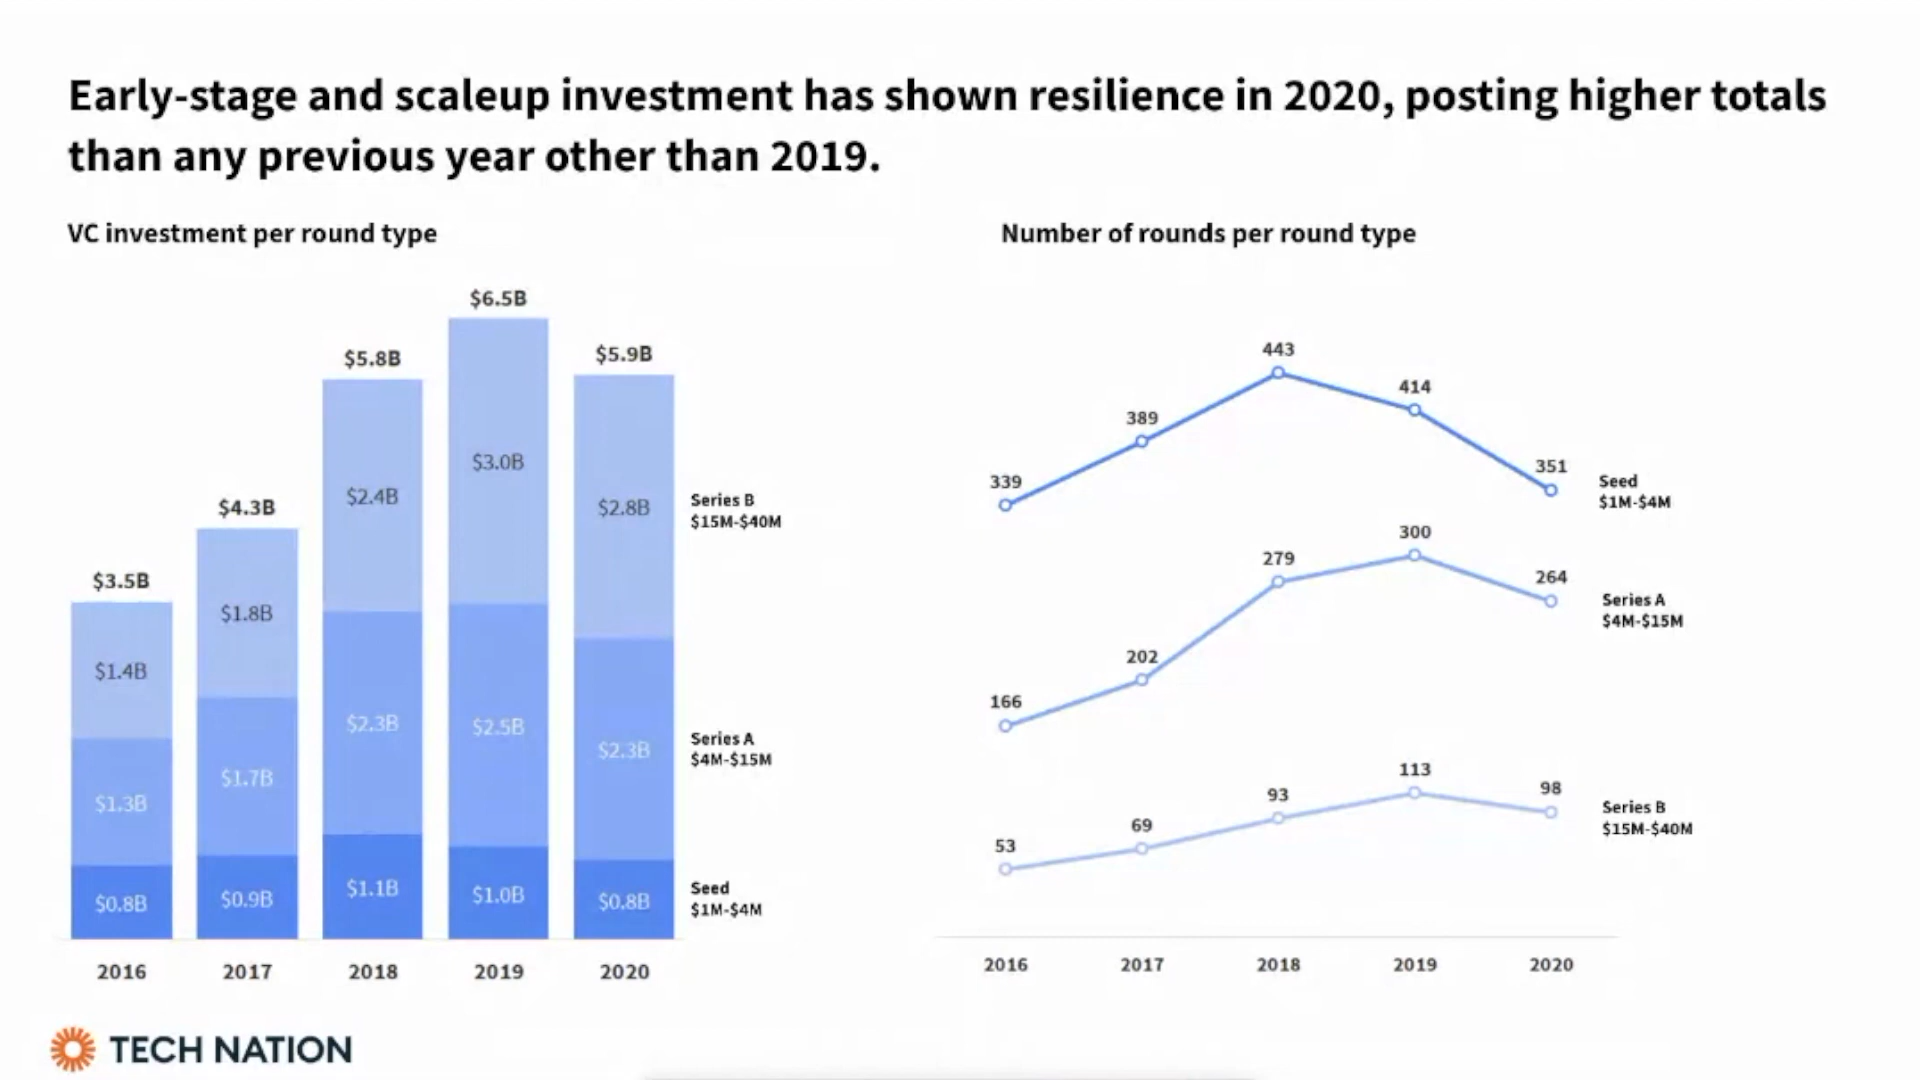 Early-stage and scaleup investment has shown resilience in 2020, posting higher totals
than any previous year other than 2019.
VC investment per round type
$6.5B
$5.8B
$5.9B
$4.3B
$3.5B
$3.0B
$2.4B
$2.8B
$1.8B
$1.4B
Series B
$15M-$40M
$2.3B
$2.5B
$2.3B
$1.7B
$1.3B
Series A
$4M-$15M
$0.8B
$0.9B
$1.1B
$1.0B
$0.8B
Seed
$1M-$4M
2016 2017 2018 2019 2020
Number of rounds per round type
339
389
443
414
351
Seed
$1M-$4M
166
202
279
300
264
Series A
$4M-$15M
53
69
93
113
98
Series B
$15M-$40M
2016 2017 2018 2019 2020
TECH NATION